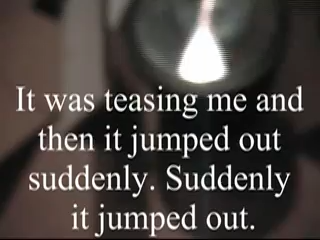 It was teasing me and
then it jumped out
suddenly. Suddenly
it jumped out.